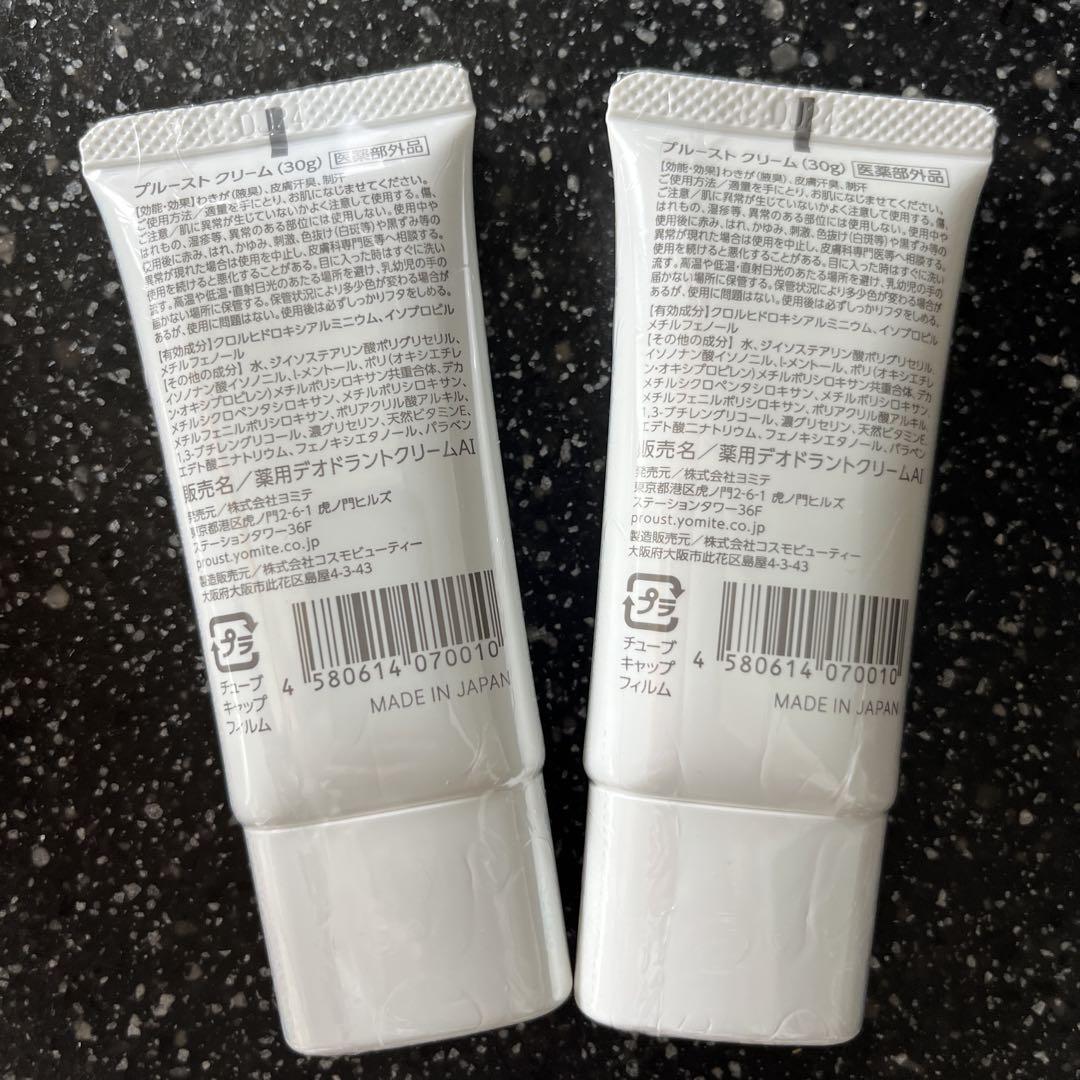 プルースト クリーム (30g) 医薬部外品
【効能・効果】わきが(腋臭)、皮膚汗臭、制汗
ご使用方法／適量を手にとり、お肌になじませてください。
ご注意／肌に異常が生じていないかよく注意して使用する。傷、
はれもの、湿疹等、異常のある部位には使用しない。使用中や
使用後に赤み、はれ、かゆみ、刺激、色抜け(白斑等)や黒ずみ等の
異常が現れた場合は使用を中止し、皮膚科専門医等へ相談する。
使用を続けると悪化することがある。目に入った時はすぐに洗い
流す。高温や低温・直射日光のあたる場所を避け、乳幼児の手の
届かない場所に保管する。保管状況により多少色が変わる場合が
あるが、使用に問題はない。使用後は必ずしっかりフタをしめる。
【有効成分】クロルヒドロキシアルミニウム、イソプロピル
メチルフェノール
【その他の成分】水、ジイソステアリン酸ポリグリセリル、
イソノナン酸イソノニル、l-メントール、ポリ(オキシエチレ
ン・オキシプロピレン)メチルポリシロキサン共重合体、デカ
メチルシクロペンタシロキサン、メチルポリシロキサン、
メチルフェニルポリシロキサン、ポリアクリル酸アルキル、
1,3-ブチレングリコール、濃グリセリン、天然ビタミンE、
エデト酸二ナトリウム、フェノキシエタノール、パラベン
販売名／薬用デオドラントクリームAI
発売元／株式会社ヨミテ
東京都港区虎ノ門2-6-1 虎ノ門ヒルズ
ステーションタワー36F
proust.yomite.co.jp
製造販売元／株式会社コスモビューティー
大阪府大阪市此花区島屋4-3-43
プラ
チューブ
キャップ
フィルム
4 580614 070010
MADE IN JAPAN
プルースト クリーム (30g) 医薬部外品
【効能・効果】わきが(腋臭)、皮膚汗臭、制汗
ご使用方法／適量を手にとり、お肌になじませてください。
ご注意／肌に異常が生じていないかよく注意して使用する。傷、
はれもの、湿疹等、異常のある部位には使用しない。使用中や
使用後に赤み、はれ、かゆみ、刺激、色抜け(白斑等)や黒ずみ等の
異常が現れた場合は使用を中止し、皮膚科専門医等へ相談する。
使用を続けると悪化することがある。目に入った時はすぐに洗い
流す。高温や低温・直射日光のあたる場所を避け、乳幼児の手の
届かない場所に保管する。保管状況により多少色が変わる場合が
あるが、使用に問題はない。使用後は必ずしっかりフタをしめる。
【有効成分】クロルヒドロキシアルミニウム、イソプロピル
メチルフェノール
【その他の成分】水、ジイソステアリン酸ポリグリセリル、
イソノナン酸イソノニル、l-メントール、ポリ(オキシエチレ
ン・オキシプロピレン)メチルポリシロキサン共重合体、デカ
メチルシクロペンタシロキサン、メチルポリシロキサン、
メチルフェニルポリシロキサン、ポリアクリル酸アルキル、
1,3-ブチレングリコール、濃グリセリン、天然ビタミンE、
エデト酸二ナトリウム、フェノキシエタノール、パラベン
販売名／薬用デオドラントクリームAI
発売元／株式会社ヨミテ
東京都港区虎ノ門2-6-1 虎ノ門ヒルズ
ステーションタワー36F
proust.yomite.co.jp
製造販売元／株式会社コスモビューティー
大阪府大阪市此花区島屋4-3-43
プラ
チューブ
キャップ
フィルム
4 580614 070010
MADE IN JAPAN